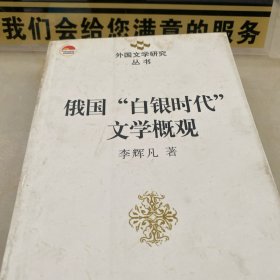 我们会给您满意的服务
外国文学研究
丛书
俄国“白银时代”
文学概观
李辉凡 著